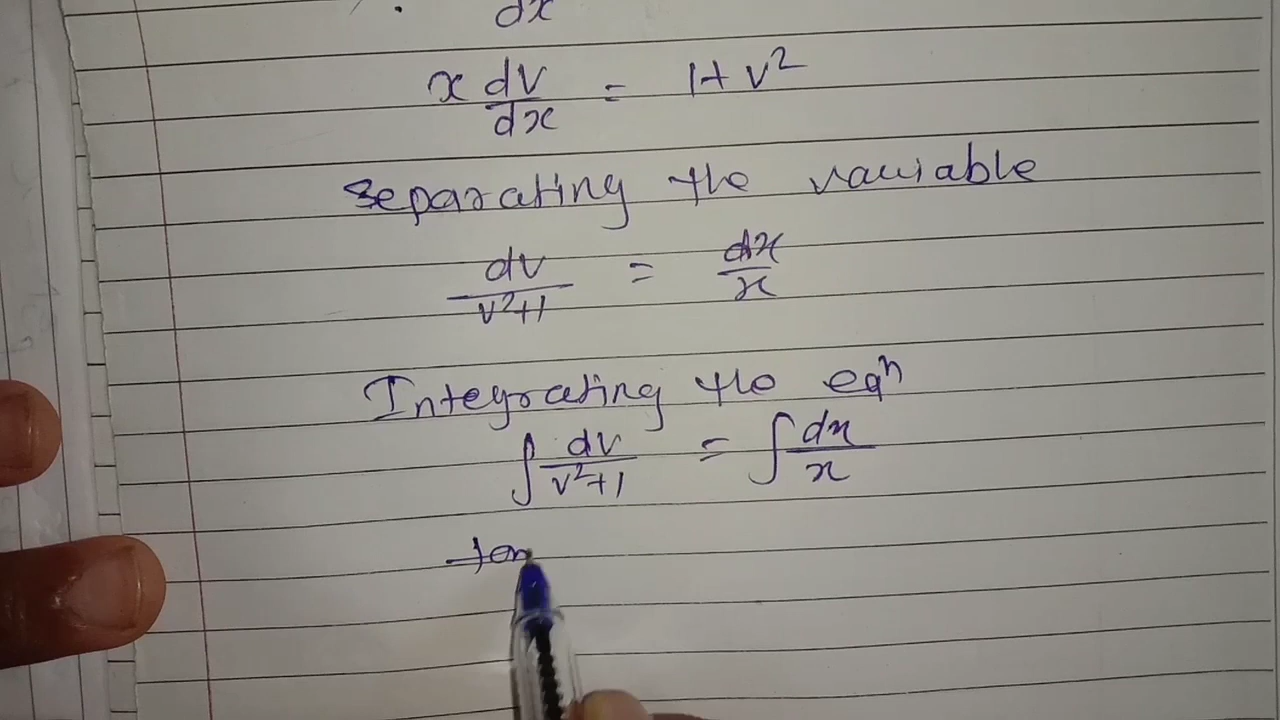 dx
x dv/dx = 1+v²
Separating the variable
dv/v²+1 = dx/x
Integrating the eqⁿ
∫ dv/v²+1 = ∫ dx/x
tan